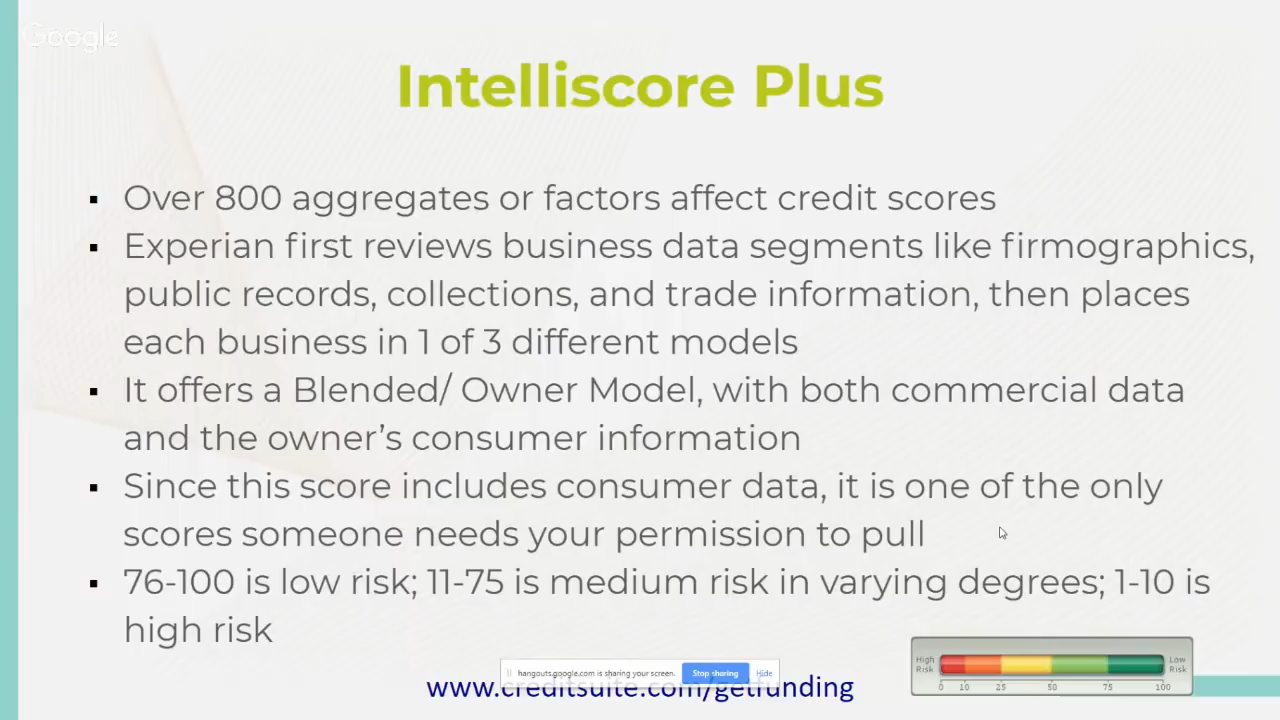 Google
Intelliscore Plus
▪ Over 800 aggregates or factors affect credit scores
▪ Experian first reviews business data segments like firmographics,
public records, collections, and trade information, then places
each business in 1 of 3 different models
▪ It offers a Blended/ Owner Model, with both commercial data
and the owner’s consumer information
▪ Since this score includes consumer data, it is one of the only
scores someone needs your permission to pull
▪ 76-100 is low risk; 11-75 is medium risk in varying degrees; 1-10 is
high risk
High
Risk
Low
Risk
0 10 25 50 75 100
hangouts.google.com is sharing your screen. Stop sharing Hide
www.creditsuite.com/getfunding